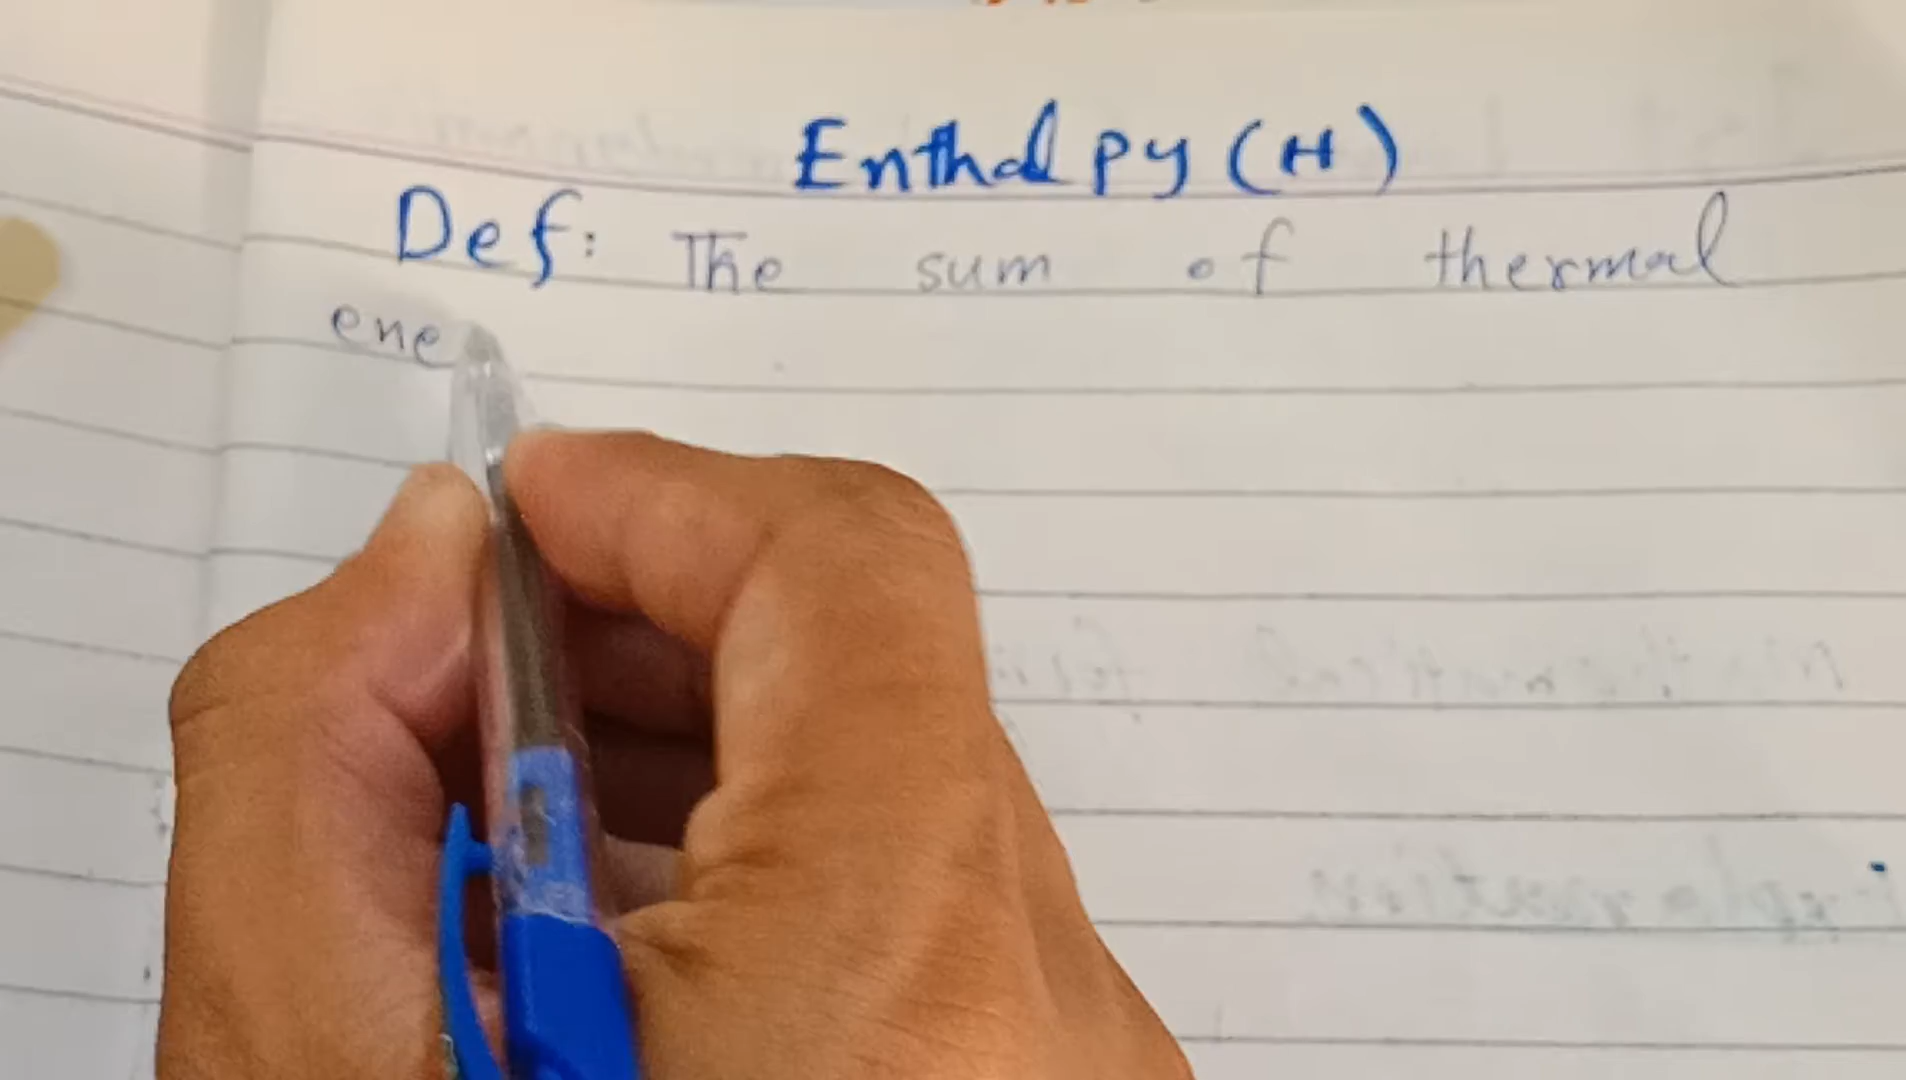 Enthalpy (H)
Def: The sum of thermal
ene